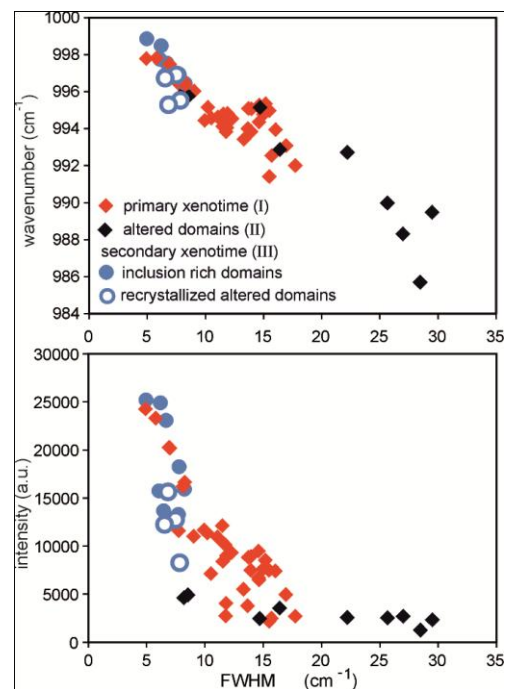 1000
998
996
994
992
990
988
986
984
wavenumber (cm-1)
primary xenotime (I)
altered domains (II)
secondary xenotime (III)
inclusion rich domains
recrystallized altered domains
0 5 10 15 20 25 30 35
30000
25000
20000
15000
10000
5000
0
intensity (a.u.)
0 5 10 15 20 25 30 35
FWHM (cm-1)